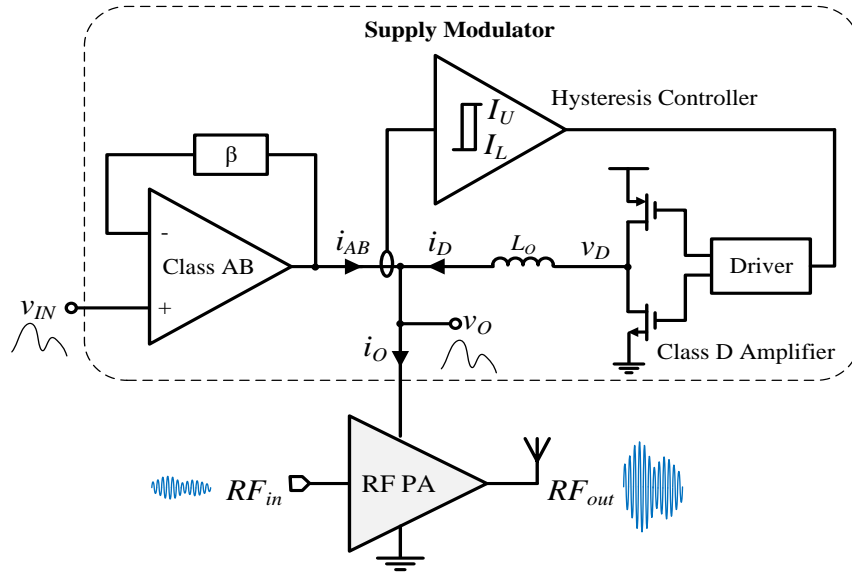 Supply Modulator
Hysteresis Controller
I_U
I_L
β
-
Class AB
+
v_IN
i_AB
i_D
L_O
v_D
Driver
v_O
i_O
Class D Amplifier
RF_in
RF PA
RF_out